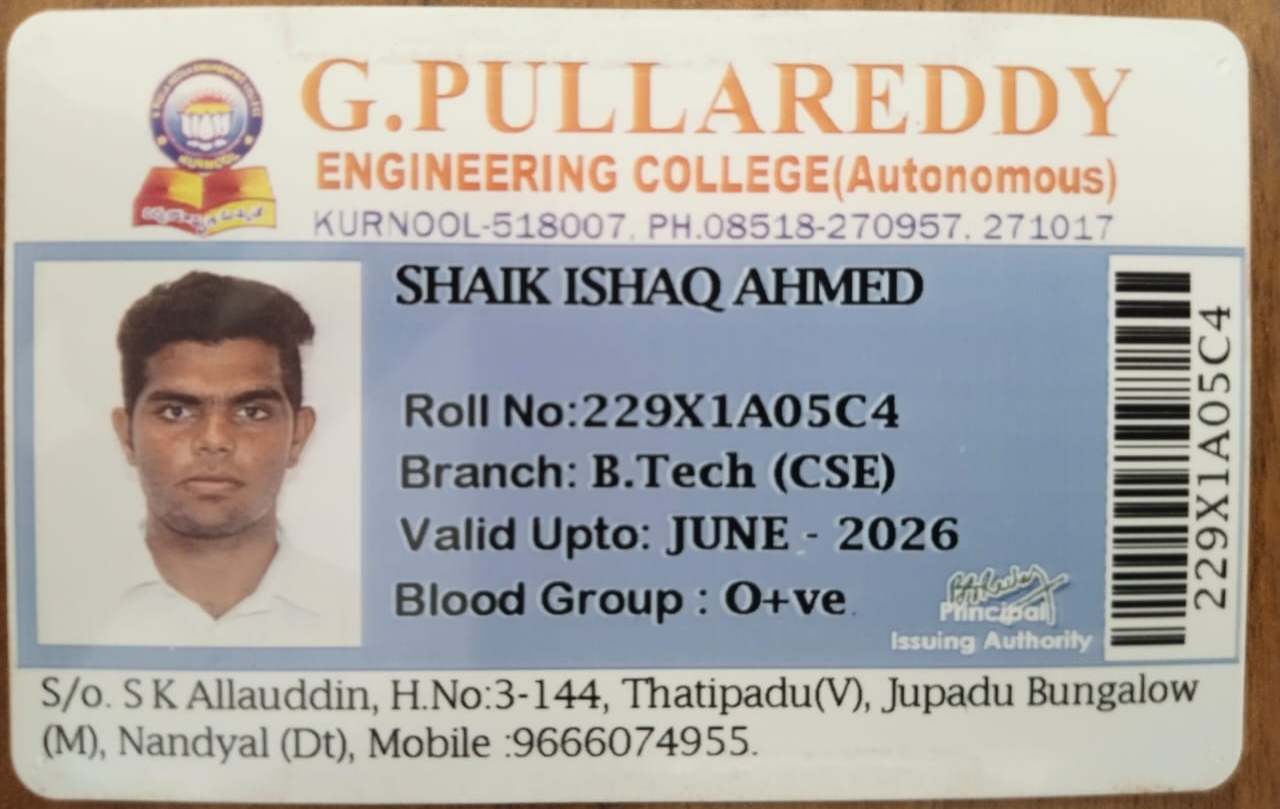 G.PULLAREDDY
ENGINEERING COLLEGE(Autonomous)
KURNOOL-518007, PH.08518-270957. 271017
KURNOOL
SHAIK ISHAQ AHMED
Roll No:229X1A05C4
Branch: B.Tech (CSE)
Valid Upto: JUNE - 2026
Blood Group : O+ve
Principal
Issuing Authority
229X1A05C4
S/o. S K Allauddin, H.No:3-144, Thatipadu(V), Jupadu Bungalow
(M), Nandyal (Dt), Mobile :9666074955.